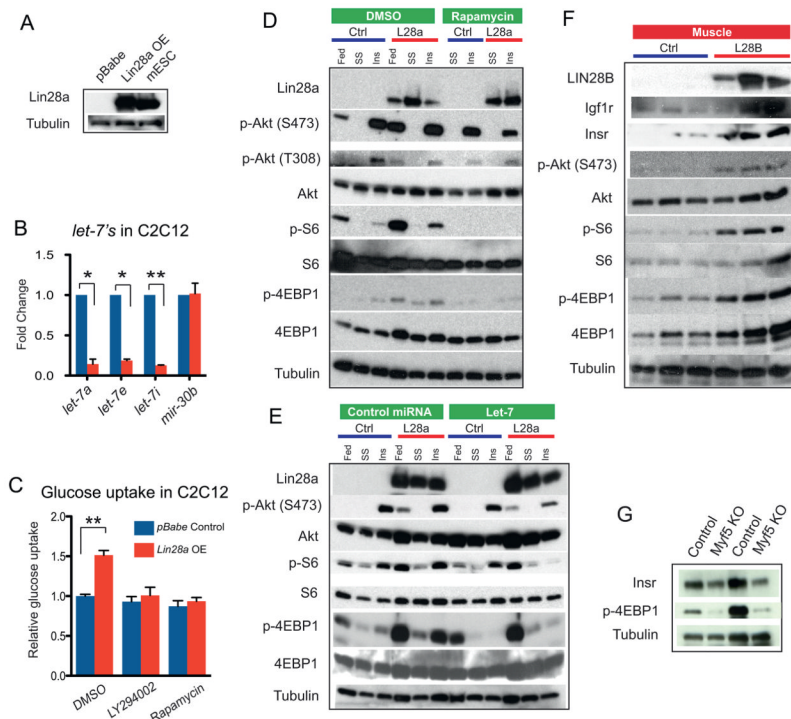 A
pBabe
Lin28a OE
mESC
Lin28a
Tubulin
B
let-7's in C2C12
Fold Change
1.5
1.0
0.5
0.0
*
*
**
let-7a
let-7e
let-7i
mir-30b
C
Glucose uptake in C2C12
Relative glucose uptake
2.0
1.5
1.0
0.5
0.0
**
pBabe Control
Lin28a OE
DMSO
LY294002
Rapamycin
D
DMSO Rapamycin
Ctrl L28a Ctrl L28a
Fed SS Ins Fed SS Ins SS Ins SS Ins
Lin28a
p-Akt (S473)
p-Akt (T308)
Akt
p-S6
S6
p-4EBP1
4EBP1
Tubulin
E
Control miRNA Let-7
Ctrl L28a Ctrl L28a
Fed SS Ins Fed SS Ins Fed SS Ins Fed SS Ins
Lin28a
p-Akt (S473)
Akt
p-S6
S6
p-4EBP1
4EBP1
Tubulin
F
Muscle
Ctrl L28B
LIN28B
Igf1r
Insr
p-Akt (S473)
Akt
p-S6
S6
p-4EBP1
4EBP1
Tubulin
G
Control
Myf5 KO
Control
Myf5 KO
Insr
p-4EBP1
Tubulin